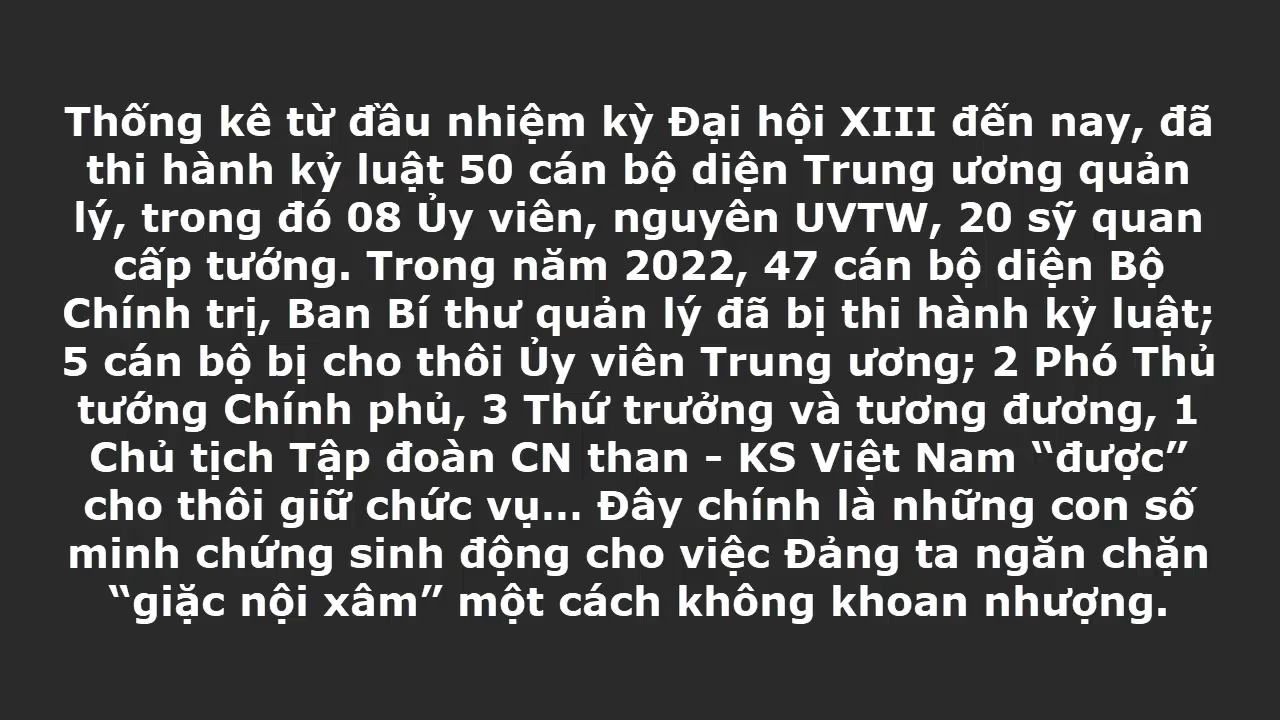 Thống kê từ đầu nhiệm kỳ Đại hội XIII đến nay, đã
thi hành kỷ luật 50 cán bộ diện Trung ương quản
lý, trong đó 08 Ủy viên, nguyên UVTW, 20 sỹ quan
cấp tướng. Trong năm 2022, 47 cán bộ diện Bộ
Chính trị, Ban Bí thư quản lý đã bị thi hành kỷ luật;
5 cán bộ bị cho thôi Ủy viên Trung ương; 2 Phó Thủ
tướng Chính phủ, 3 Thứ trưởng và tương đương, 1
Chủ tịch Tập đoàn CN than - KS Việt Nam “được”
cho thôi giữ chức vụ... Đây chính là những con số
minh chứng sinh động cho việc Đảng ta ngăn chặn
“giặc nội xâm” một cách không khoan nhượng.